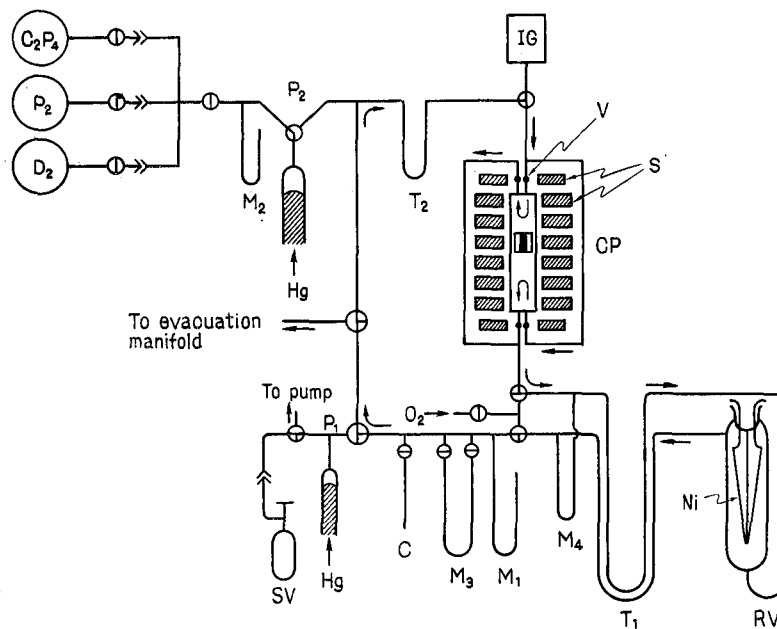 C₂P₄
P₂
D₂
M₂
P₂
Hg
T₂
IG
V
S
CP
To evacuation
manifold
To pump
P₁
O₂
SV
Hg
C
M₃
M₁
M₄
T₁
Ni
RV